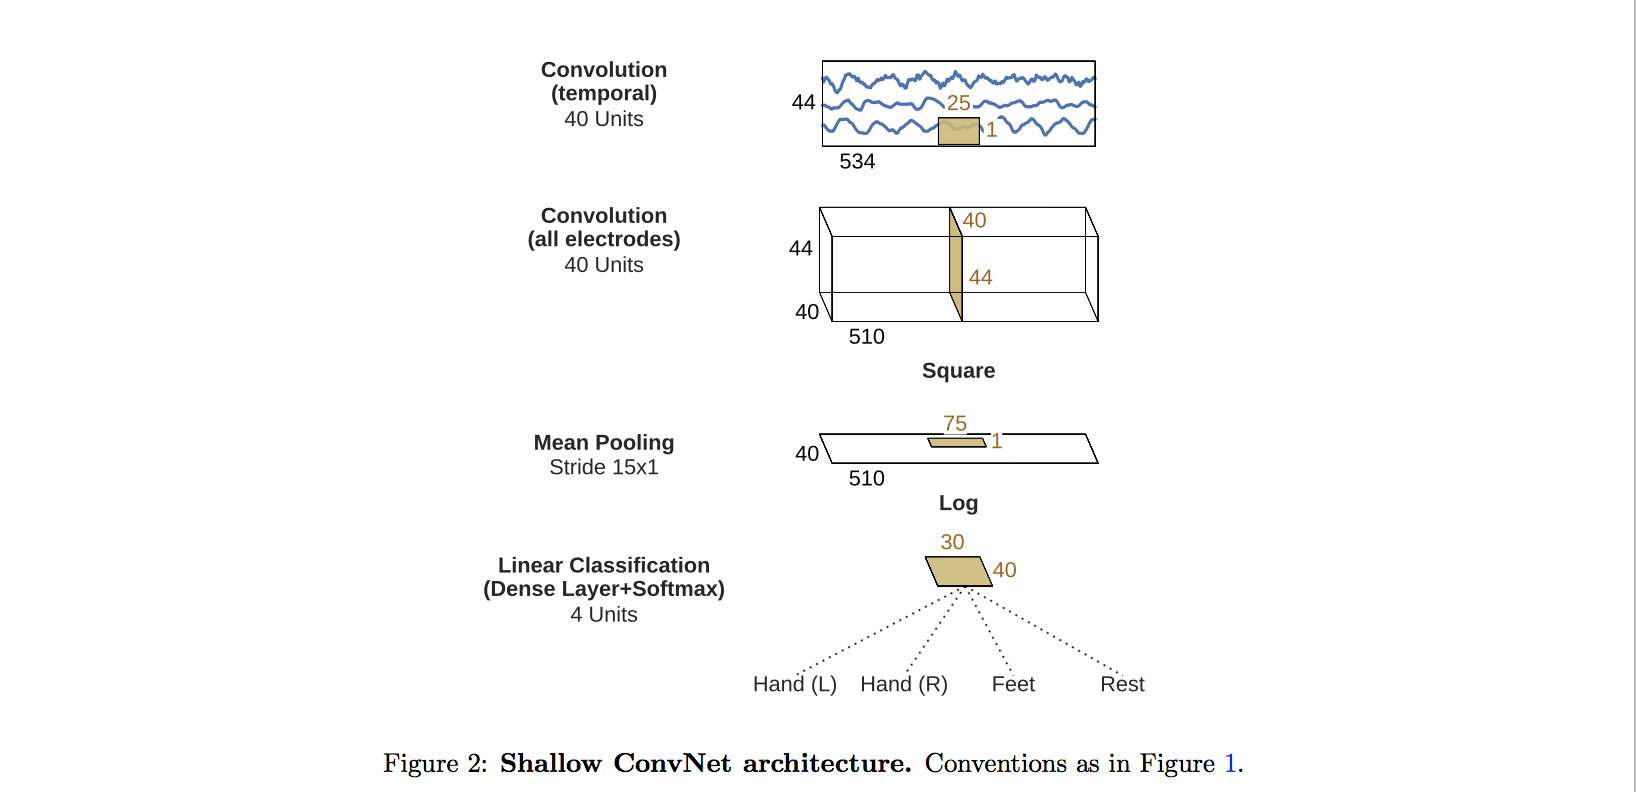 Convolution
(temporal)
40 Units
44
25
1
534
Convolution
(all electrodes)
40 Units
44
40
40
44
510
Square
Mean Pooling
Stride 15x1
40
75
1
510
Log
Linear Classification
(Dense Layer+Softmax)
4 Units
30
40
Hand (L) Hand (R) Feet Rest
Figure 2: Shallow ConvNet architecture. Conventions as in Figure 1.